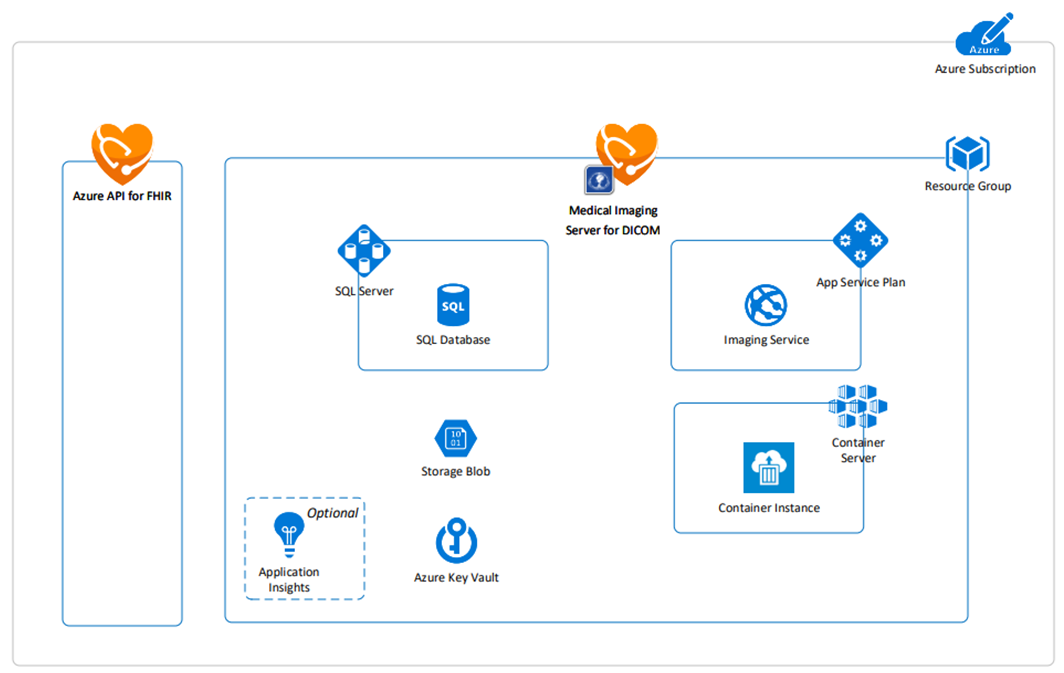 Azure
Azure Subscription
Azure API for FHIR
Medical Imaging
Server for DICOM
Resource Group
SQL Server
SQL
SQL Database
App Service Plan
Imaging Service
10
01
Storage Blob
Container
Server
Container Instance
Optional
Application
Insights
Azure Key Vault